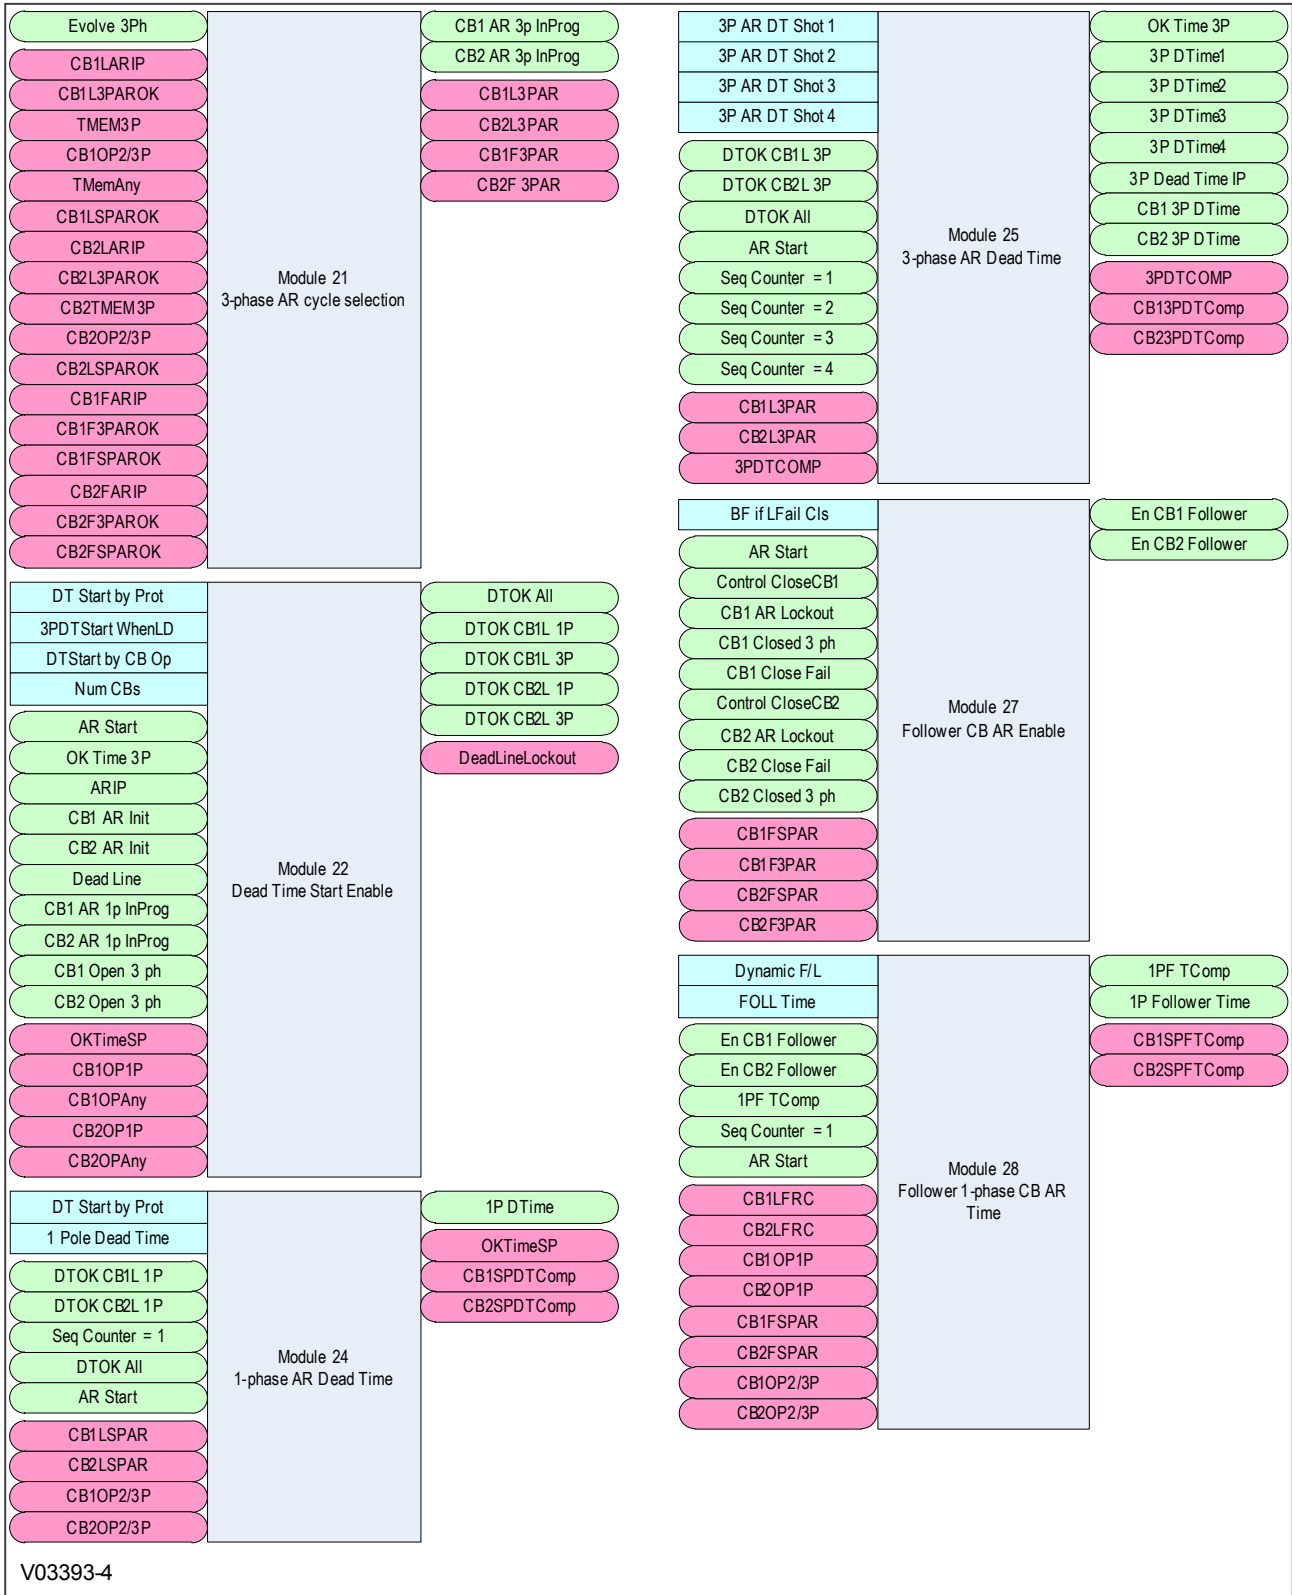 Evolve 3Ph
CB1LARIP
CB1L3PAROK
TMEM3P
CB1OP2/3P
TMemAny
CB1LSPAROK
CB2LARIP
CB2L3PAROK
CB2TMEM3P
CB2OP2/3P
CB2LSPAROK
CB1FARIP
CB1F3PAROK
CB1FSPAROK
CB2FARIP
CB2F3PAROK
CB2FSPAROK
Module 21
3-phase AR cycle selection
CB1 AR 3p InProg
CB2 AR 3p InProg
CB1L3PAR
CB2L3PAR
CB1F3PAR
CB2F 3PAR
DT Start by Prot
3PDTStart WhenLD
DTStart by CB Op
Num CBs
AR Start
OK Time 3P
ARIP
CB1 AR Init
CB2 AR Init
Dead Line
CB1 AR 1p InProg
CB2 AR 1p InProg
CB1 Open 3 ph
CB2 Open 3 ph
OKTimeSP
CB1OP1P
CB1OPAny
CB2OP1P
CB2OPAny
Module 22
Dead Time Start Enable
DTOK All
DTOK CB1L 1P
DTOK CB1L 3P
DTOK CB2L 1P
DTOK CB2L 3P
DeadLineLockout
DT Start by Prot
1 Pole Dead Time
DTOK CB1L 1P
DTOK CB2L 1P
Seq Counter = 1
DTOK All
AR Start
CB1LSPAR
CB2LSPAR
CB1OP2/3P
CB2OP2/3P
Module 24
1-phase AR Dead Time
1P DTime
OKTimeSP
CB1SPDTComp
CB2SPDTComp
3P AR DT Shot 1
3P AR DT Shot 2
3P AR DT Shot 3
3P AR DT Shot 4
DTOK CB1L 3P
DTOK CB2L 3P
DTOK All
AR Start
Seq Counter = 1
Seq Counter = 2
Seq Counter = 3
Seq Counter = 4
CB1L3PAR
CB2L3PAR
3PDTCOMP
Module 25
3-phase AR Dead Time
OK Time 3P
3P DTime1
3P DTime2
3P DTime3
3P DTime4
3P Dead Time IP
CB1 3P DTime
CB2 3P DTime
3PDTCOMP
CB13PDTComp
CB23PDTComp
BF if LFail Cls
AR Start
Control CloseCB1
CB1 AR Lockout
CB1 Closed 3 ph
CB1 Close Fail
Control CloseCB2
CB2 AR Lockout
CB2 Close Fail
CB2 Closed 3 ph
CB1FSPAR
CB1F3PAR
CB2FSPAR
CB2F3PAR
Module 27
Follower CB AR Enable
En CB1 Follower
En CB2 Follower
Dynamic F/L
FOLL Time
En CB1 Follower
En CB2 Follower
1PF TComp
Seq Counter = 1
AR Start
CB1LFRC
CB2LFRC
CB1OP1P
CB2OP1P
CB1FSPAR
CB2FSPAR
CB1OP2/3P
CB2OP2/3P
Module 28
Follower 1-phase CB AR
Time
1PF TComp
1P Follower Time
CB1SPFTComp
CB2SPFTComp
V03393-4